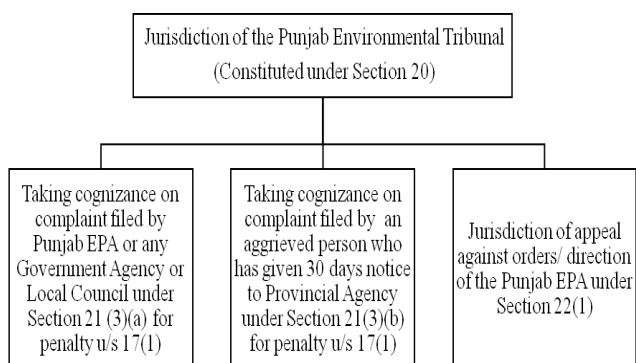 Jurisdiction of the Punjab Environmental Tribunal
(Constituted under Section 20)
Taking cognizance on
complaint filed by
Punjab EPA or any
Government Agency or
Local Council under
Section 21 (3)(a) for
penalty u/s 17(1)
Taking cognizance on
complaint filed by an
aggrieved person who
has given 30 days notice
to Provincial Agency
under Section 21(3)(b)
for penalty u/s 17(1)
Jurisdiction of appeal
against orders/ direction
of the Punjab EPA under
Section 22(1)